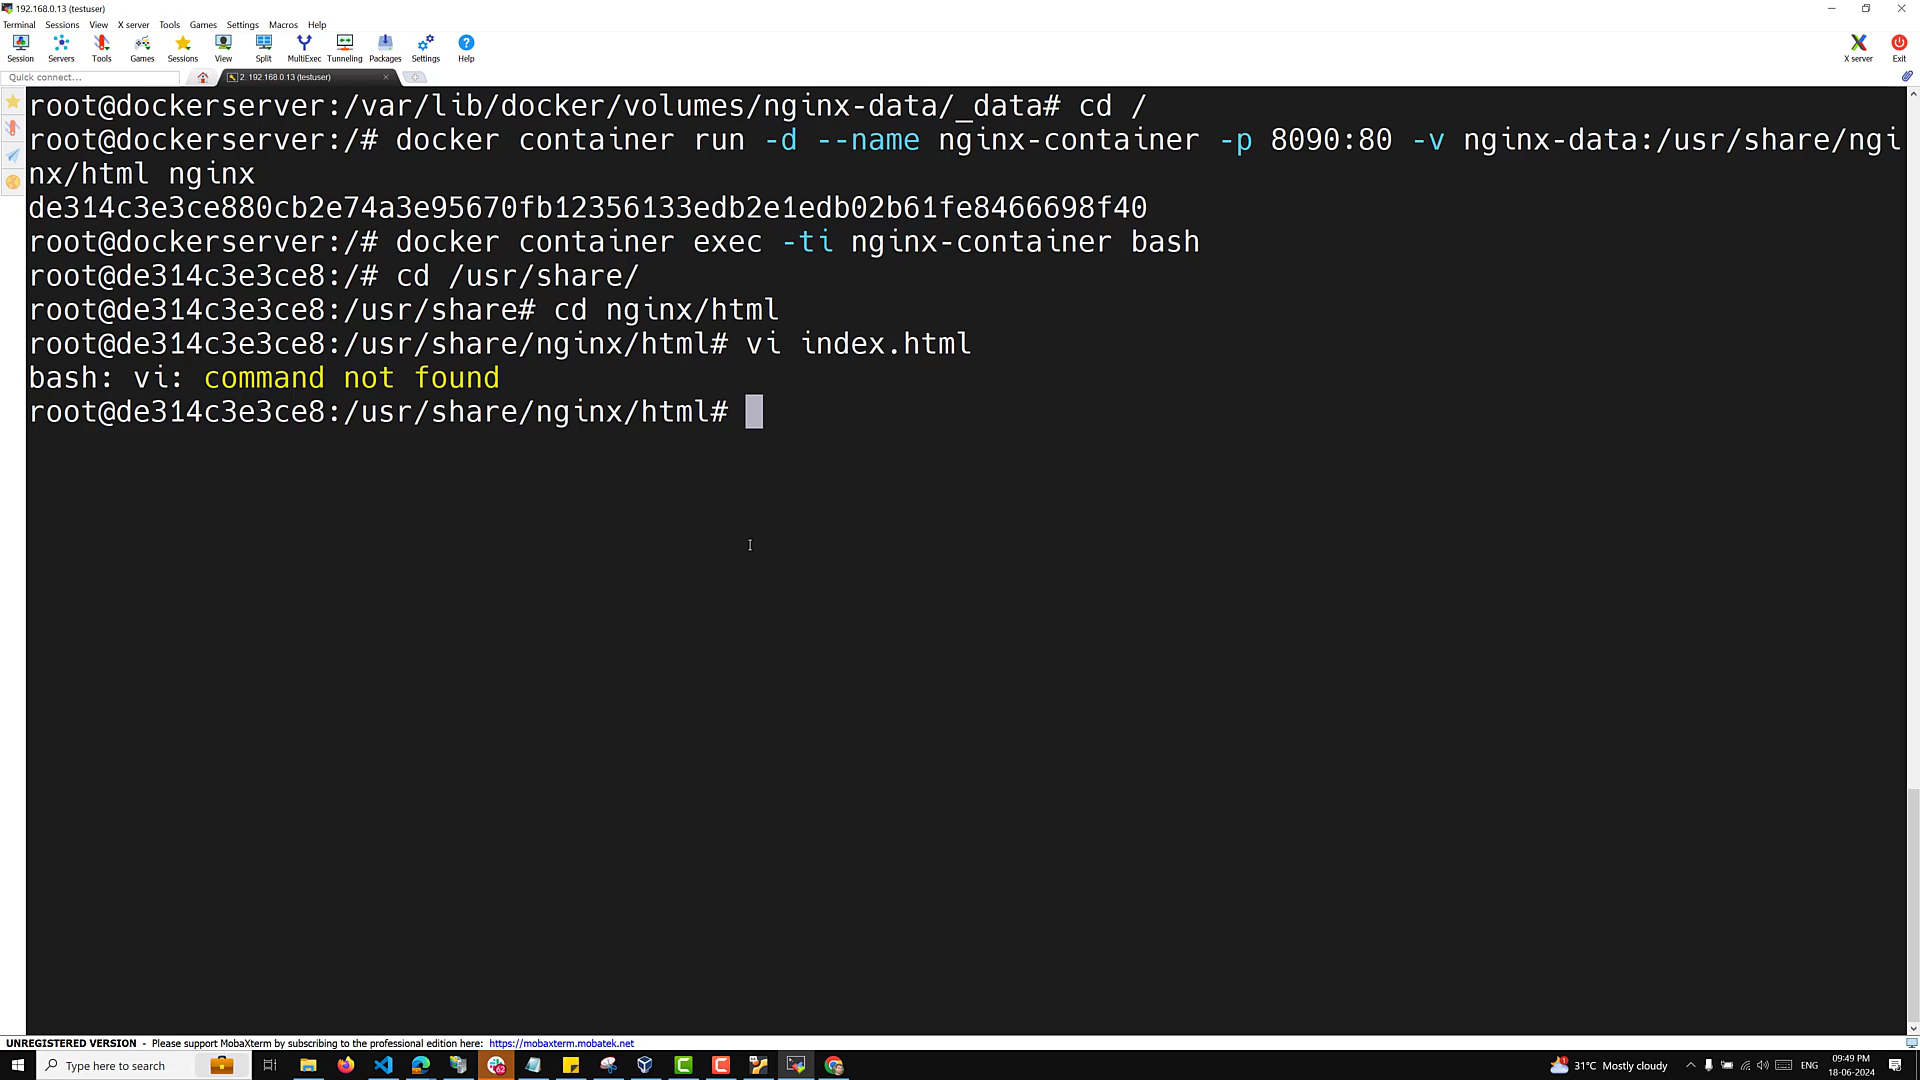 192.168.0.13 (testuser)
Terminal Sessions View X server Tools Games Settings Macros Help
Session Servers Tools Games Sessions View Split MultiExec Tunneling Packages Settings Help X server Exit
Quick connect... 2. 192.168.0.13 (testuser)
root@dockerserver:/var/lib/docker/volumes/nginx-data/_data# cd /
root@dockerserver:/# docker container run -d --name nginx-container -p 8090:80 -v nginx-data:/usr/share/ngi
nx/html nginx
de314c3e3ce880cb2e74a3e95670fb12356133edb2e1edb02b61fe8466698f40
root@dockerserver:/# docker container exec -ti nginx-container bash
root@de314c3e3ce8:/# cd /usr/share/
root@de314c3e3ce8:/usr/share# cd nginx/html
root@de314c3e3ce8:/usr/share/nginx/html# vi index.html
bash: vi: command not found
root@de314c3e3ce8:/usr/share/nginx/html#
UNREGISTERED VERSION - Please support MobaXterm by subscribing to the professional edition here: https://mobaxterm.mobatek.net
Type here to search 62 31°C Mostly cloudy ENG 09:49 PM
18-06-2024